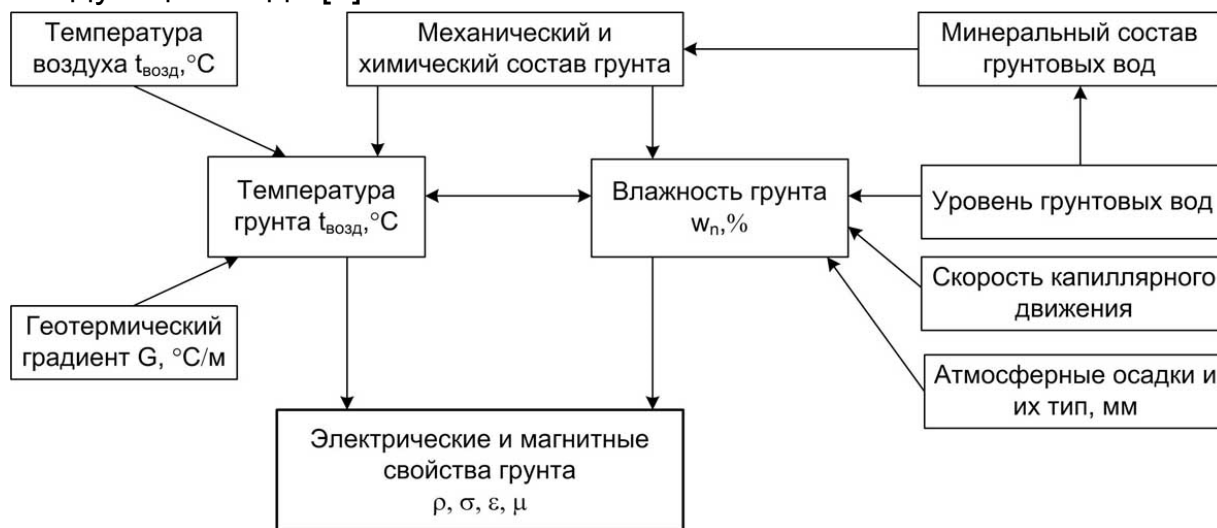 Температура
воздуха tвозд,°C
Механический и
химический состав грунта
Минеральный состав
грунтовых вод
Температура
грунта tвозд,°C
Влажность грунта
wn,%
Уровень грунтовых вод
Скорость капиллярного
движения
Геотермический
градиент G, °C/м
Атмосферные осадки и
их тип, мм
Электрические и магнитные
свойства грунта
ρ, σ, ε, μ